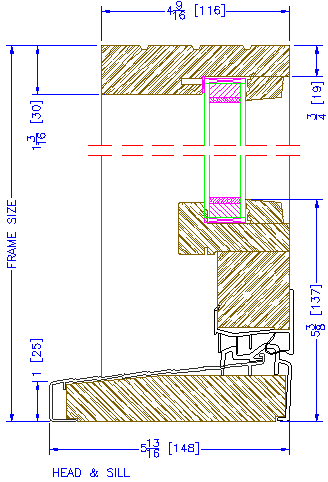 4 9/16 [116]
1 3/16 [30]
3/4 [19]
FRAME SIZE
5 3/8 [137]
1 [25]
5 13/16 [148]
HEAD & SILL